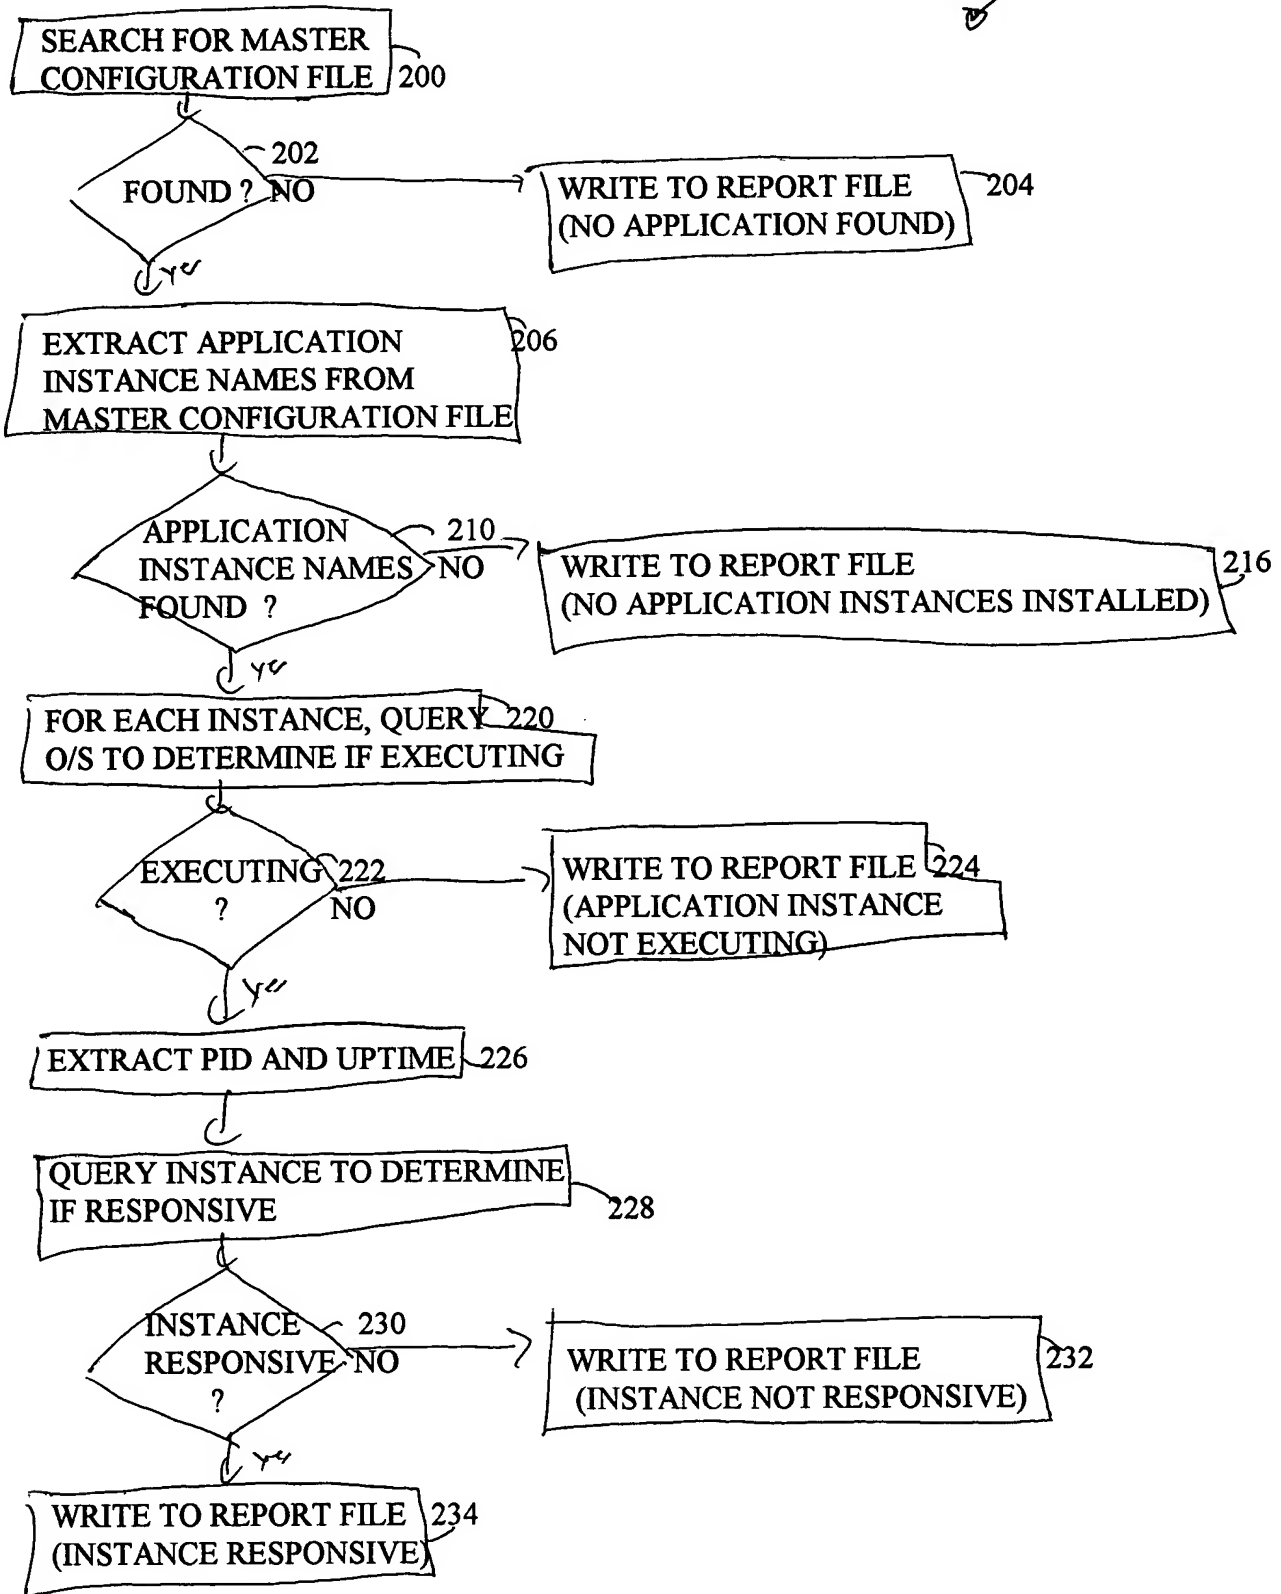 SEARCH FOR MASTER
CONFIGURATION FILE 200
202
FOUND ? NO
WRITE TO REPORT FILE 204
(NO APPLICATION FOUND)
Yes
EXTRACT APPLICATION 206
INSTANCE NAMES FROM
MASTER CONFIGURATION FILE
APPLICATION 210
INSTANCE NAMES NO
FOUND ?
WRITE TO REPORT FILE 216
(NO APPLICATION INSTANCES INSTALLED)
Yes
FOR EACH INSTANCE, QUERY 220
O/S TO DETERMINE IF EXECUTING
EXECUTING 222
? NO
WRITE TO REPORT FILE 224
(APPLICATION INSTANCE
NOT EXECUTING)
Yes
EXTRACT PID AND UPTIME 226
QUERY INSTANCE TO DETERMINE
IF RESPONSIVE 228
INSTANCE 230
RESPONSIVE NO
?
WRITE TO REPORT FILE 232
(INSTANCE NOT RESPONSIVE)
Yes
WRITE TO REPORT FILE 234
(INSTANCE RESPONSIVE)